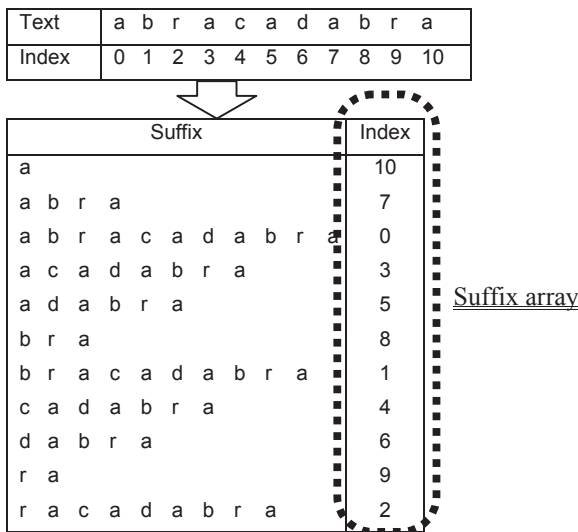 Text a b r a c a d a b r a
Index 0 1 2 3 4 5 6 7 8 9 10
Suffix Index
a 10
a b r a 7
a b r a c a d a b r a 0
a c a d a b r a 3
a d a b r a 5
Suffix array
b r a 8
b r a c a d a b r a 1
c a d a b r a 4
d a b r a 6
r a 9
r a c a d a b r a 2